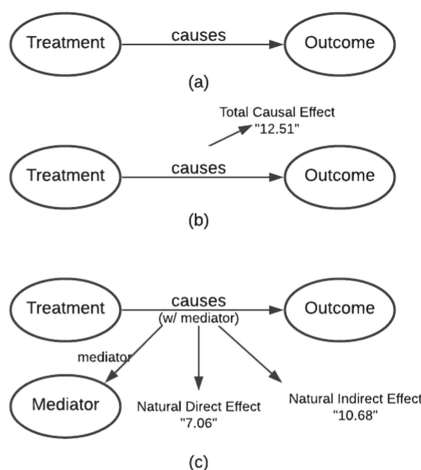 Treatment causes Outcome
(a)
Total Causal Effect
"12.51"
Treatment causes Outcome
(b)
Treatment causes Outcome
(w/ mediator)
mediator
Mediator
Natural Direct Effect
"7.06"
Natural Indirect Effect
"10.68"
(c)